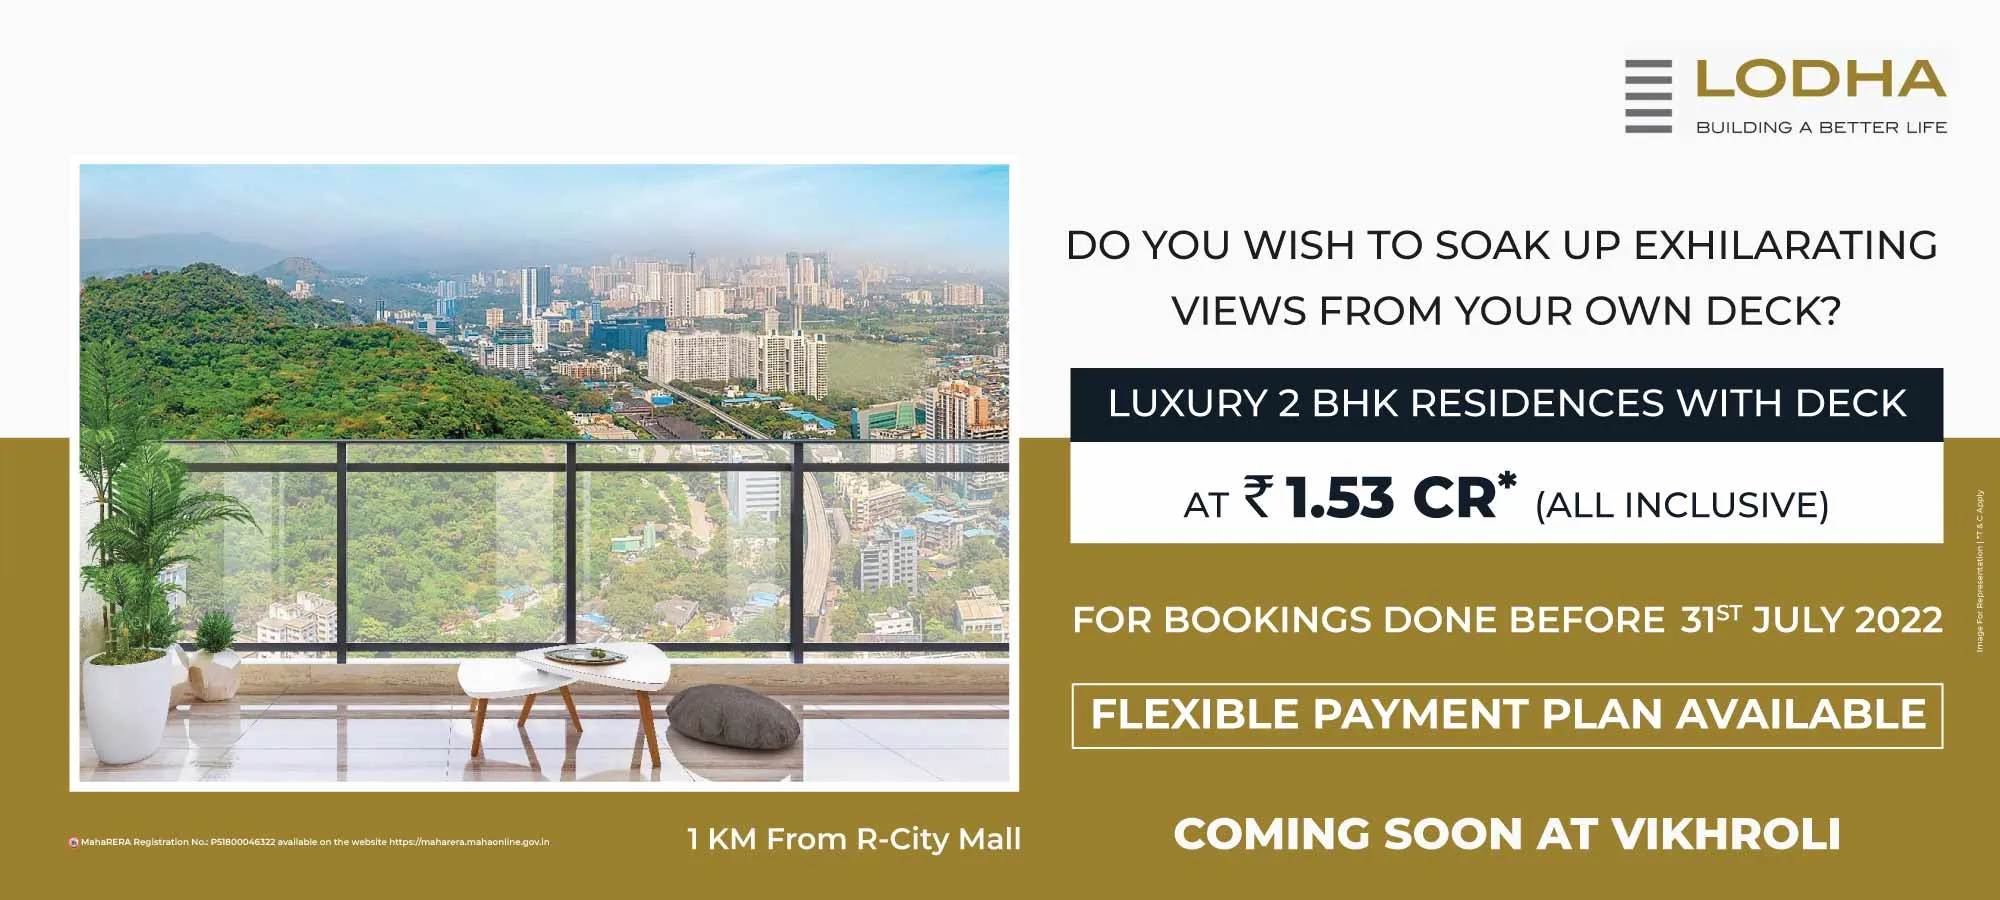 LODHA
BUILDING A BETTER LIFE
DO YOU WISH TO SOAK UP EXHILARATING
VIEWS FROM YOUR OWN DECK?
LUXURY 2 BHK RESIDENCES WITH DECK
AT ₹ 1.53 CR* (ALL INCLUSIVE)
FOR BOOKINGS DONE BEFORE 31ST JULY 2022
FLEXIBLE PAYMENT PLAN AVAILABLE
COMING SOON AT VIKHROLI
1 KM From R-City Mall
MahaRERA Registration No.: P51800046322 available on the website https://maharera.mahaonline.gov.in
Image For Representation | *T & C Apply